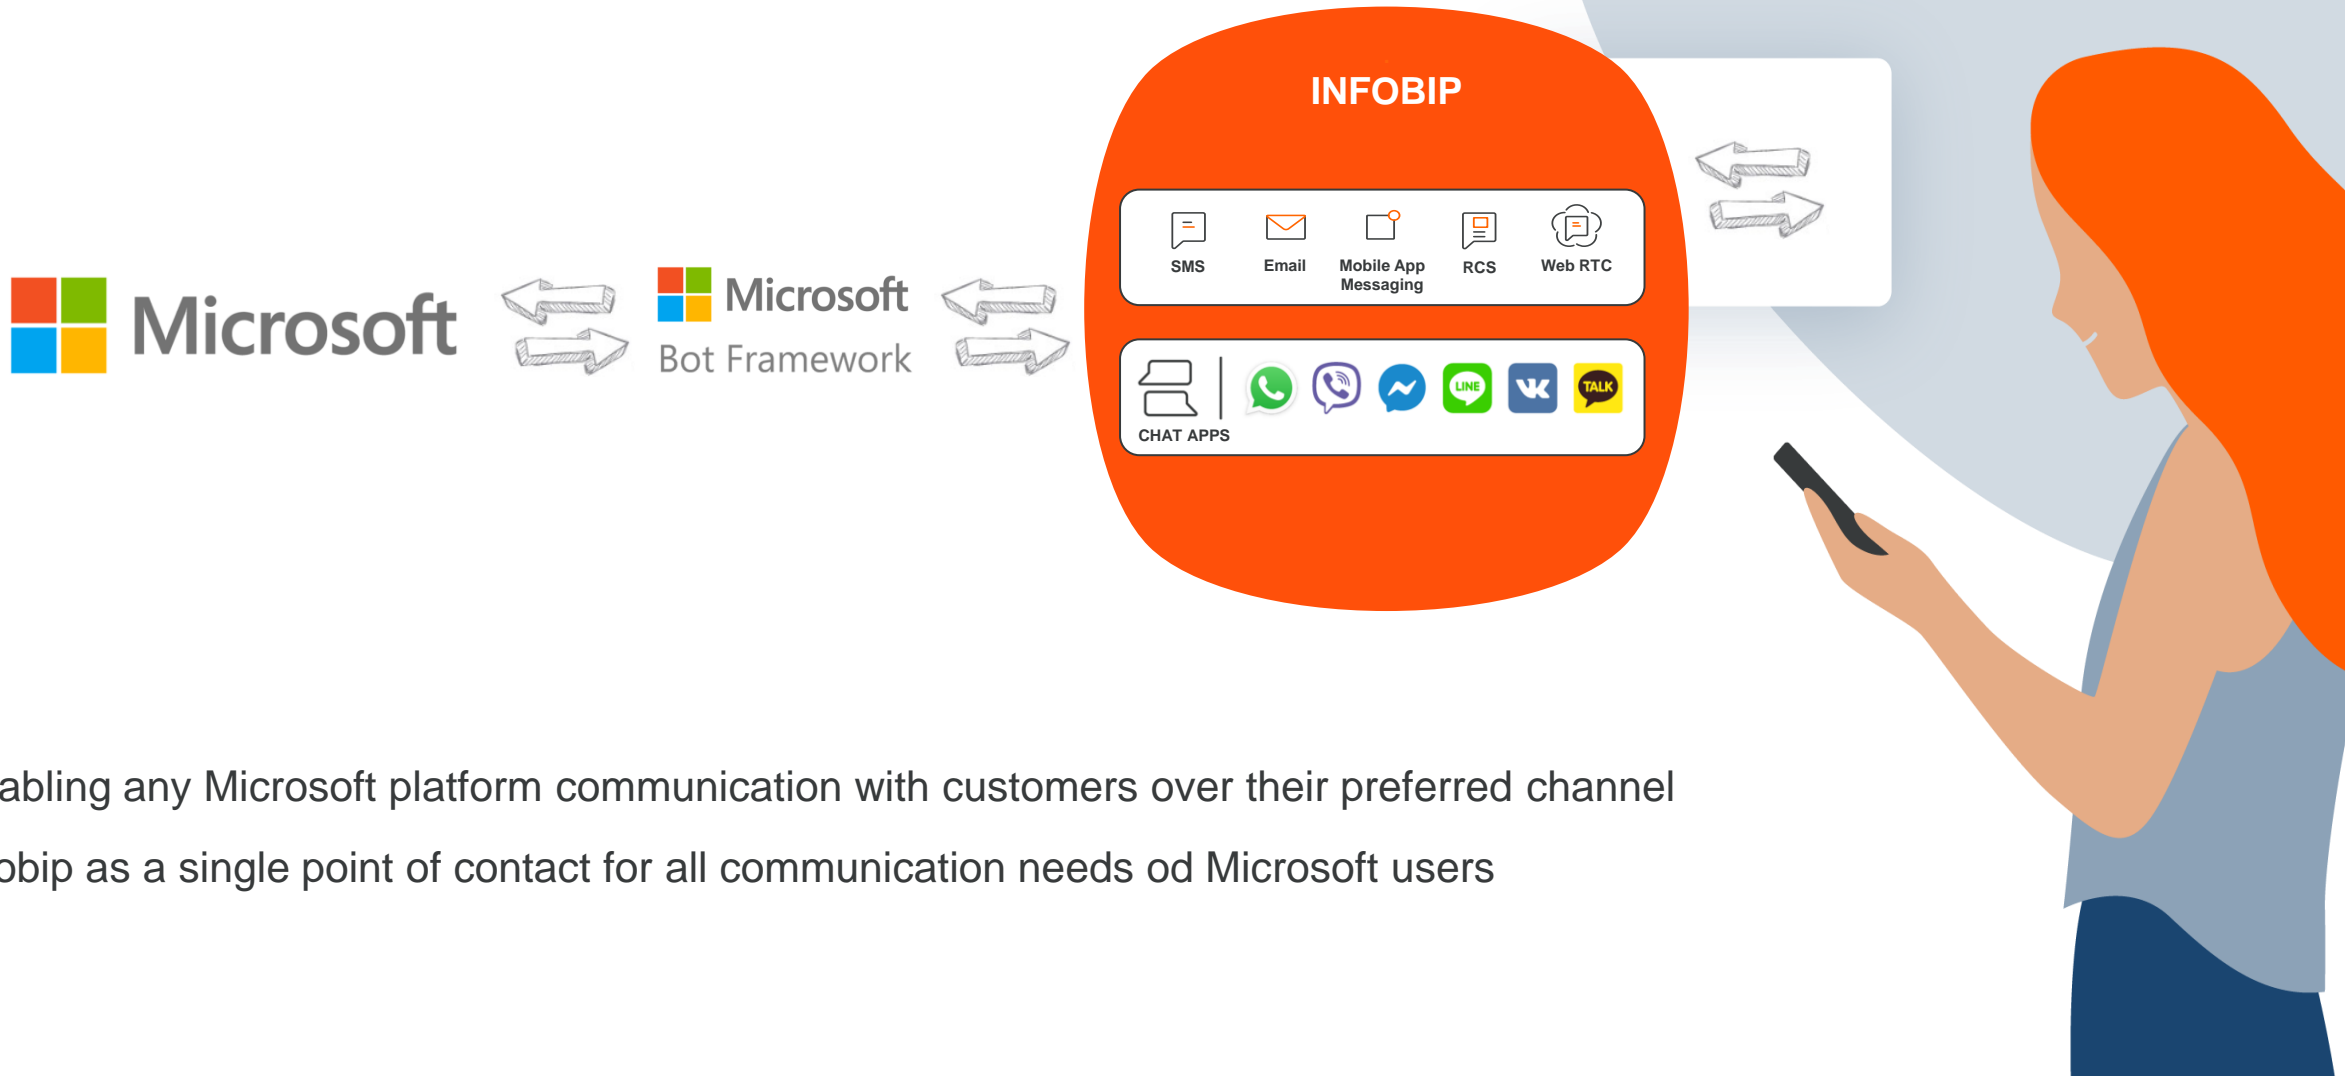 INFOBIP
SMS
Email
Mobile App
Messaging
RCS
Web RTC
Microsoft
Microsoft
Bot Framework
LINE
TALK
CHAT APPS
abling any Microsoft platform communication with customers over their preferred channel
obip as a single point of contact for all communication needs od Microsoft users